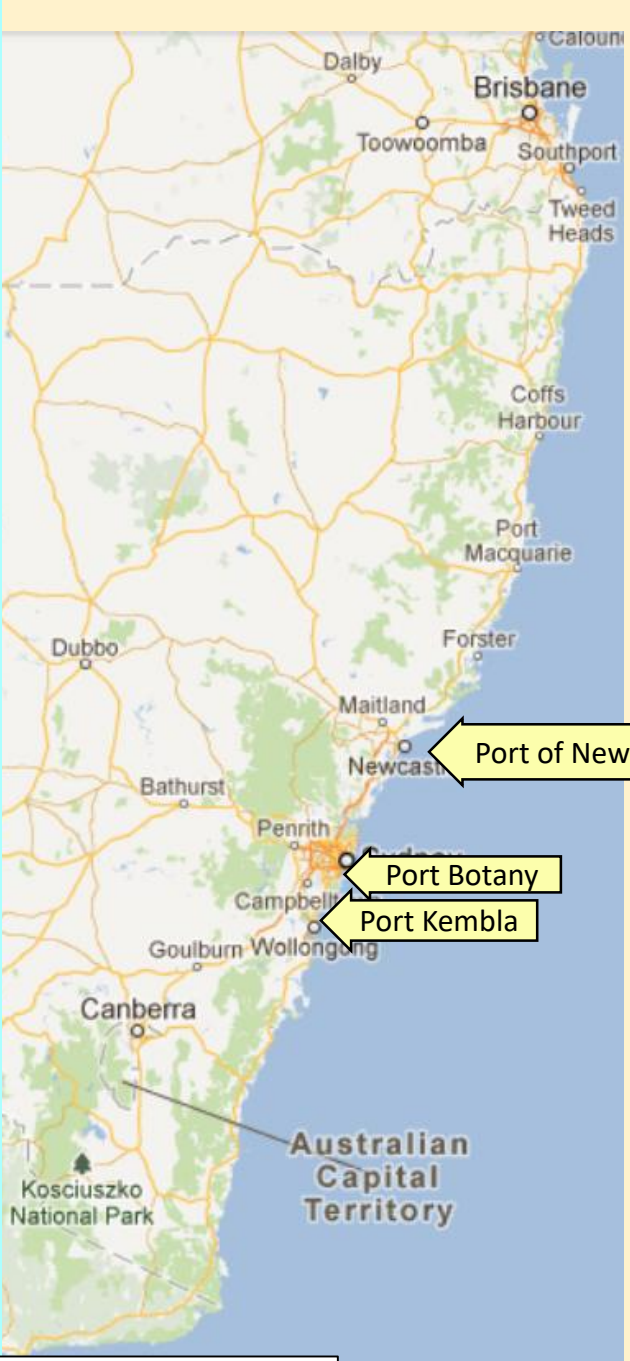 Caloun
Dalby
Brisbane
Toowoomba
Southport
Tweed
Heads
Coffs
Harbour
Port
Macquarie
Dubbo
Forster
Maitland
Newcast
Port of New
Bathurst
Penrith
Port Botany
Campbellt
Port Kembla
Goulburn
Wollongong
Canberra
Australian
Capital
Territory
Kosciuszko
National Park